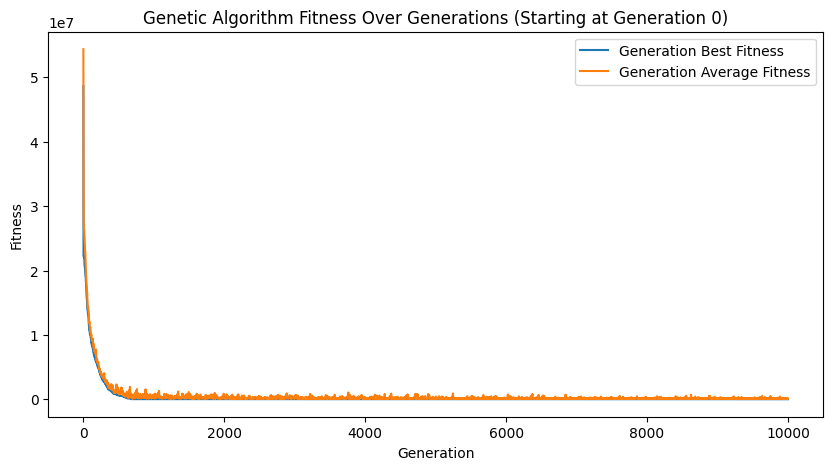 Genetic Algorithm Fitness Over Generations (Starting at Generation 0)
1e7
Generation Best Fitness
Generation Average Fitness
5
4
3
2
1
0
Fitness
0 2000 4000 6000 8000 10000
Generation